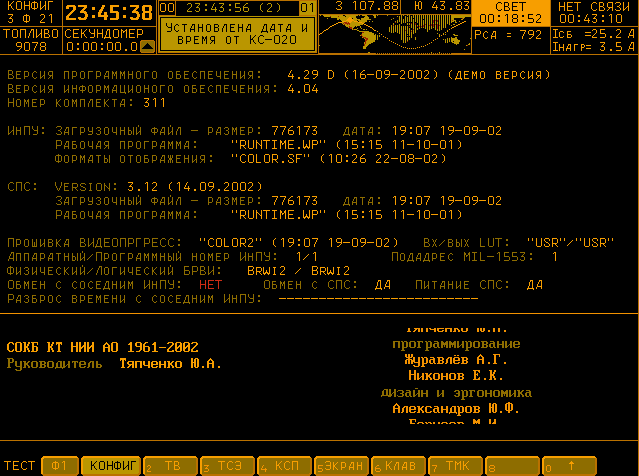 КОНФИГ 23:45:38 00 23:43:56 (2) 01 З 107.88 Ю 43.83 СВЕТ НЕТ СВЯЗИ
3 Ф 21 00:18:52 00:43:10
ТОПЛИВО СЕКУНДОМЕР УСТАНОВЛЕНА ДАТА И PCA = 792 IСБ =25.2 А
9078 0:00:00.0 ВРЕМЯ ОТ КС-020 IНАГР= 3.5 А
ВЕРСИЯ ПРОГРАММНОГО ОБЕСПЕЧЕНИЯ: 4.29 D (16-09-2002) (ДЕМО ВЕРСИЯ)
ВЕРСИЯ ИНФОРМАЦИОНОГО ОБЕСПЕЧЕНИЯ: 4.04
НОМЕР КОМПЛЕКТА: 311
ИНПУ: ЗАГРУЗОЧНЫЙ ФАЙЛ - РАЗМЕР: 776173 ДАТА: 19:07 19-09-02
РАБОЧАЯ ПРОГРАММА: "RUNTIME.WP" (15:15 11-10-01)
ФОРМАТЫ ОТОБРАЖЕНИЯ: "COLOR.SF" (10:26 22-08-02)
СПС: VERSION: 3.12 (14.09.2002)
ЗАГРУЗОЧНЫЙ ФАЙЛ - РАЗМЕР: 776173 ДАТА: 19:07 19-09-02
РАБОЧАЯ ПРОГРАММА: "RUNTIME.WP" (15:15 11-10-01)
ПРОШИВКА ВИДЕОПРГРЕСС: "COLOR2" (19:07 19-09-02) ВХ/ВЫХ LUT: "USR"/"USR"
АППАРАТНЫЙ/ПРОГРАММНЫЙ НОМЕР ИНПУ: 1/1 ПОДАДРЕС MIL-1553: 1
ФИЗИЧЕСКИЙ/ЛОГИЧЕСКИЙ БРВИ: BRWI2 / BRWI2
ОБМЕН С СОСЕДНИМ ИНПУ: НЕТ ОБМЕН С СПС: ДА ПИТАНИЕ СПС: ДА
РАЗБРОС ВРЕМЕНИ С СОСЕДНИМ ИНПУ: -------------------------
Тяпченко Ю.А.
СОКБ КТ НИИ АО 1961-2002 программирование
Руководитель Тяпченко Ю.А. Журавлёв А.Г.
Никонов Е.К.
дизайн и эргономика
Александров Ю.Ф.
ТЕСТ Ф1 1 КОНФИГ 2 ТВ 3 ТСЭ 4 КСП 5 ЭКРАН 6 КЛАВ 7 ТМК 8 0 ↑